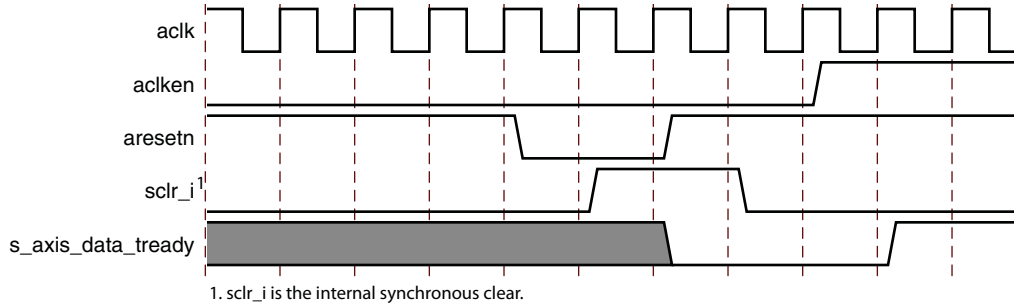 aclk
aclken
aresetn
sclr_i1
s_axis_data_tready
1. sclr_i is the internal synchronous clear.